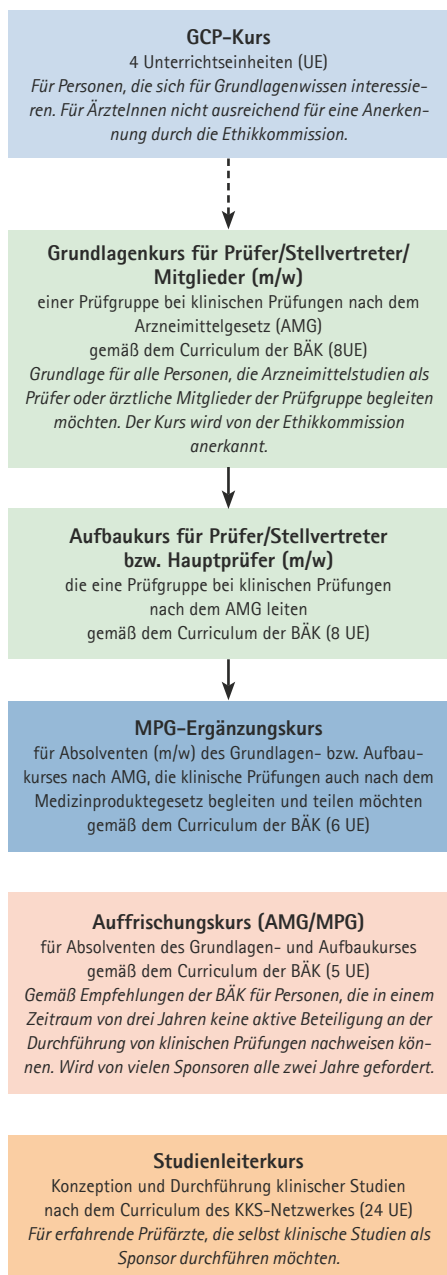 GCP-Kurs
4 Unterrichtseinheiten (UE)
Für Personen, die sich für Grundlagenwissen interessie-
ren. Für ÄrzteInnen nicht ausreichend für eine Anerken-
nung durch die Ethikkommission.
Grundlagenkurs für Prüfer/Stellvertreter/
Mitglieder (m/w)
einer Prüfgruppe bei klinischen Prüfungen nach dem
Arzneimittelgesetz (AMG)
gemäß dem Curriculum der BÄK (8UE)
Grundlage für alle Personen, die Arzneimittelstudien als
Prüfer oder ärztliche Mitglieder der Prüfgruppe begleiten
möchten. Der Kurs wird von der Ethikkommission
anerkannt.
Aufbaukurs für Prüfer/Stellvertreter
bzw. Hauptprüfer (m/w)
die eine Prüfgruppe bei klinischen Prüfungen
nach dem AMG leiten
gemäß dem Curriculum der BÄK (8 UE)
MPG-Ergänzungskurs
für Absolventen (m/w) des Grundlagen- bzw. Aufbau-
kurses nach AMG, die klinische Prüfungen auch nach dem
Medizinproduktegesetz begleiten und teilen möchten
gemäß dem Curriculum der BÄK (6 UE)
Auffrischungskurs (AMG/MPG)
für Absolventen des Grundlagen- und Aufbaukurses
gemäß dem Curriculum der BÄK (5 UE)
Gemäß Empfehlungen der BÄK für Personen, die in einem
Zeitraum von drei Jahren keine aktive Beteiligung an der
Durchführung von klinischen Prüfungen nachweisen kön-
nen. Wird von vielen Sponsoren alle zwei Jahre gefordert.
Studienleiterkurs
Konzeption und Durchführung klinischer Studien
nach dem Curriculum des KKS-Netzwerkes (24 UE)
Für erfahrende Prüfärzte, die selbst klinische Studien als
Sponsor durchführen möchten.